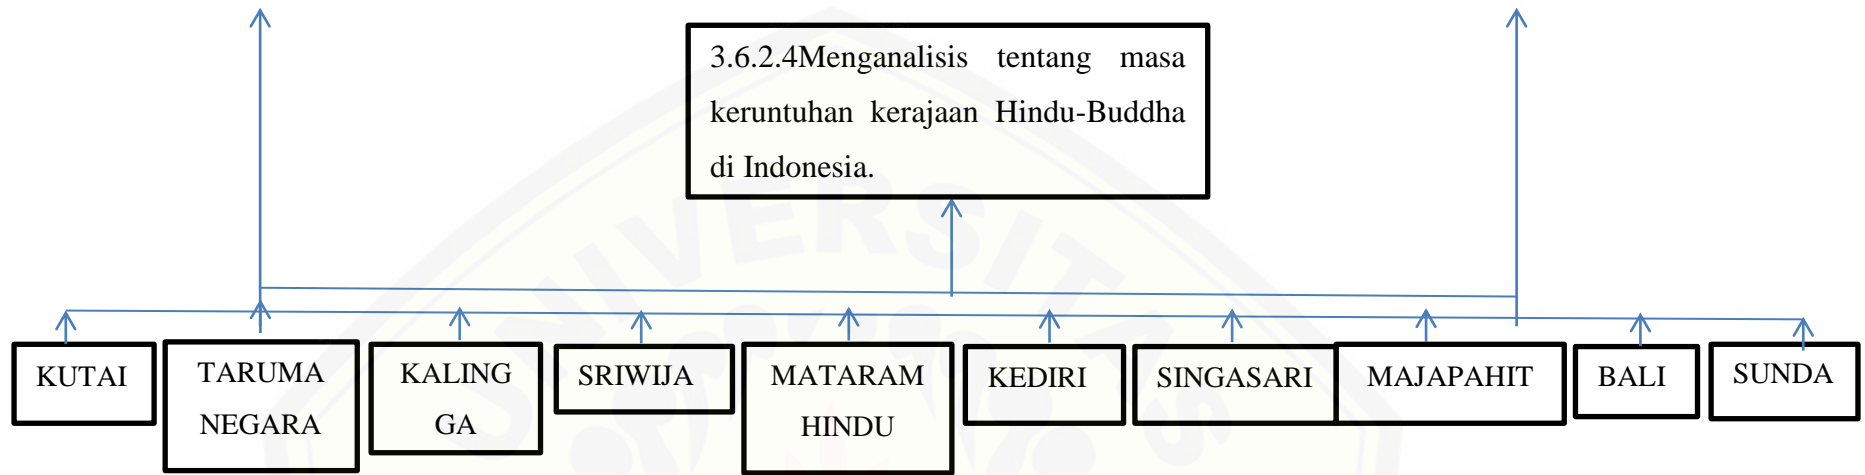 3.6.2.4Menganalisis tentang masa
keruntuhan kerajaan Hindu-Buddha
di Indonesia.
KUTAI
TARUMA
NEGARA
KALING
GA
SRIWIJA
MATARAM
HINDU
KEDIRI
SINGASARI
MAJAPAHIT
BALI
SUNDA
UNIVERSITAS